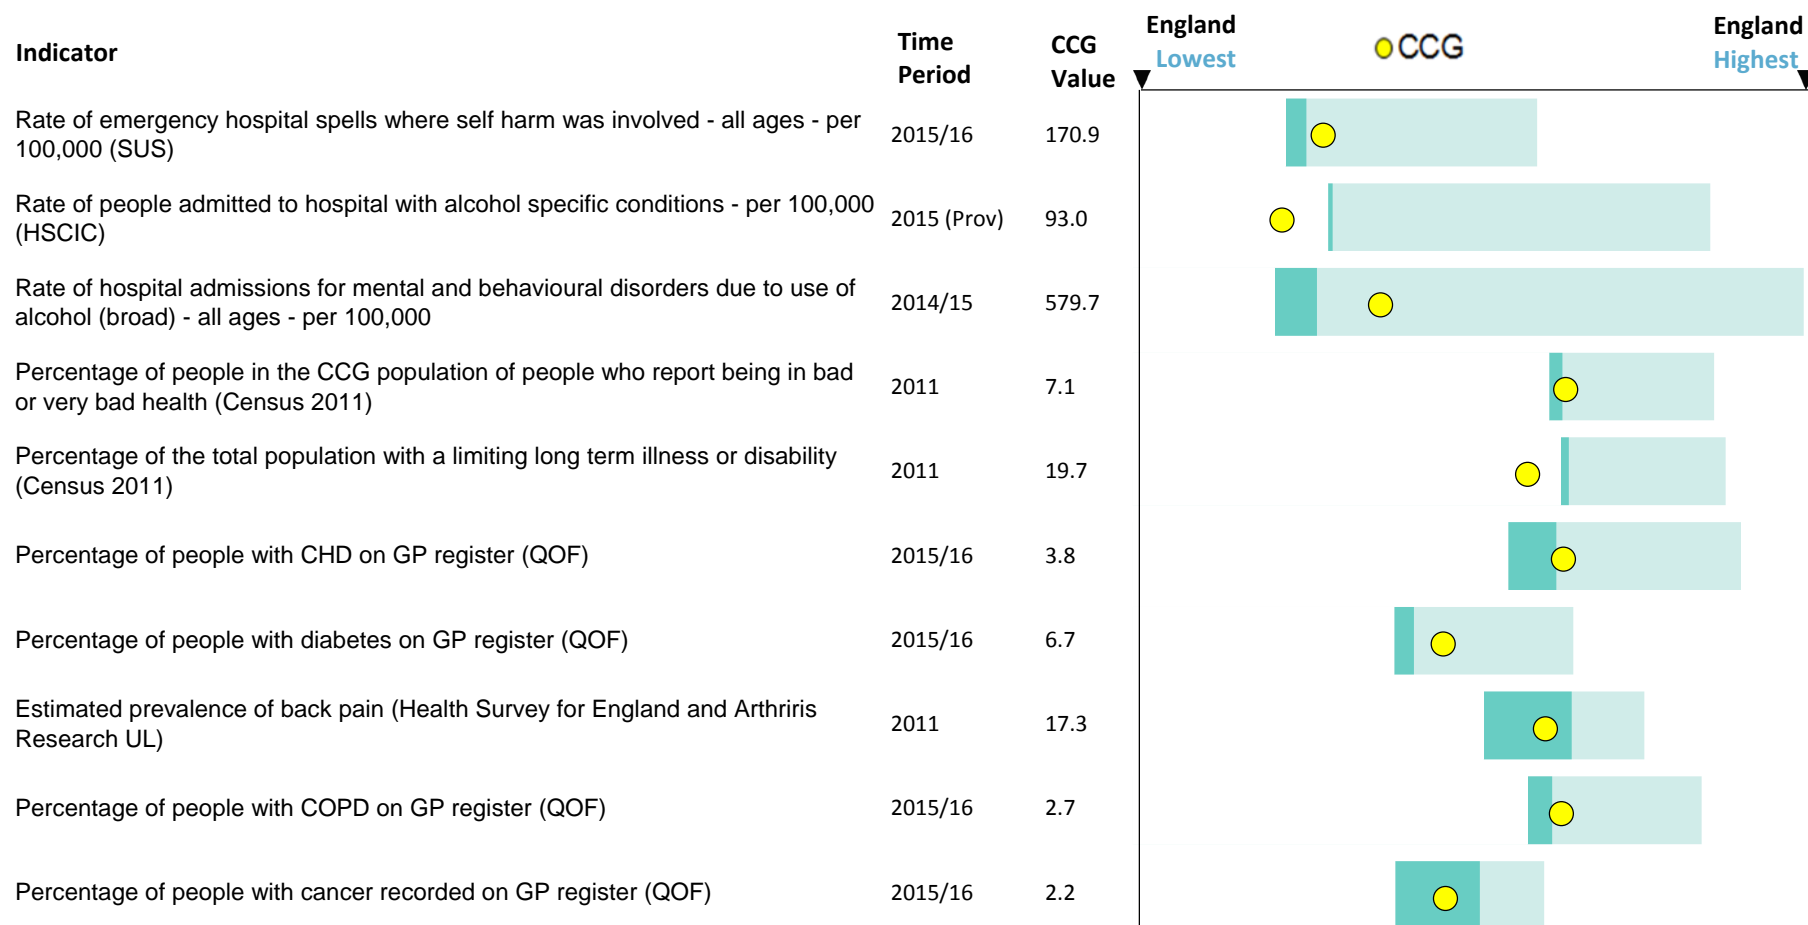 Indicator
Time
Period
CCG
Value
England
Lowest
CCG
England
Highest
Rate of emergency hospital spells where self harm was involved - all ages - per
100,000 (SUS)
2015/16
170.9
Rate of people admitted to hospital with alcohol specific conditions - per 100,000
(HSCIC)
2015 (Prov)
93.0
Rate of hospital admissions for mental and behavioural disorders due to use of
alcohol (broad) - all ages - per 100,000
2014/15
579.7
Percentage of people in the CCG population of people who report being in bad
or very bad health (Census 2011)
2011
7.1
Percentage of the total population with a limiting long term illness or disability
(Census 2011)
2011
19.7
Percentage of people with CHD on GP register (QOF)
2015/16
3.8
Percentage of people with diabetes on GP register (QOF)
2015/16
6.7
Estimated prevalence of back pain (Health Survey for England and Arthriris
Research UL)
2011
17.3
Percentage of people with COPD on GP register (QOF)
2015/16
2.7
Percentage of people with cancer recorded on GP register (QOF)
2015/16
2.2